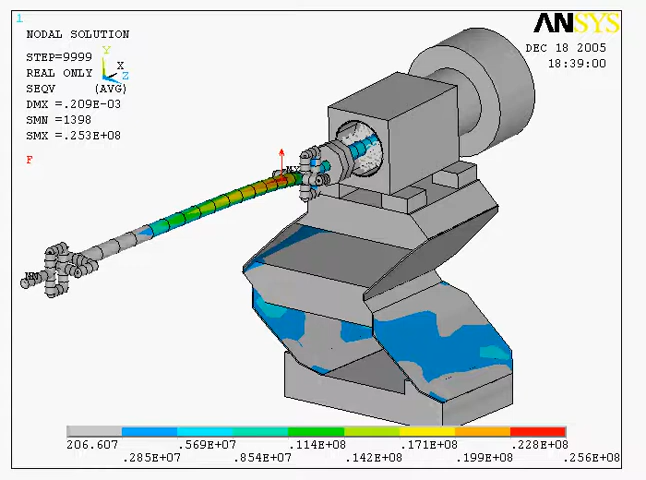 1
NODAL SOLUTION
STEP=9999
REAL ONLY
SEQV (AVG)
DMX =.209E-03
SMN =1398
SMX =.253E+08
F
Y
X
Z
ANSYS
DEC 18 2005
18:39:00
MX
206.607 .569E+07 .114E+08 .171E+08 .228E+08
.285E+07 .854E+07 .142E+08 .199E+08 .256E+08